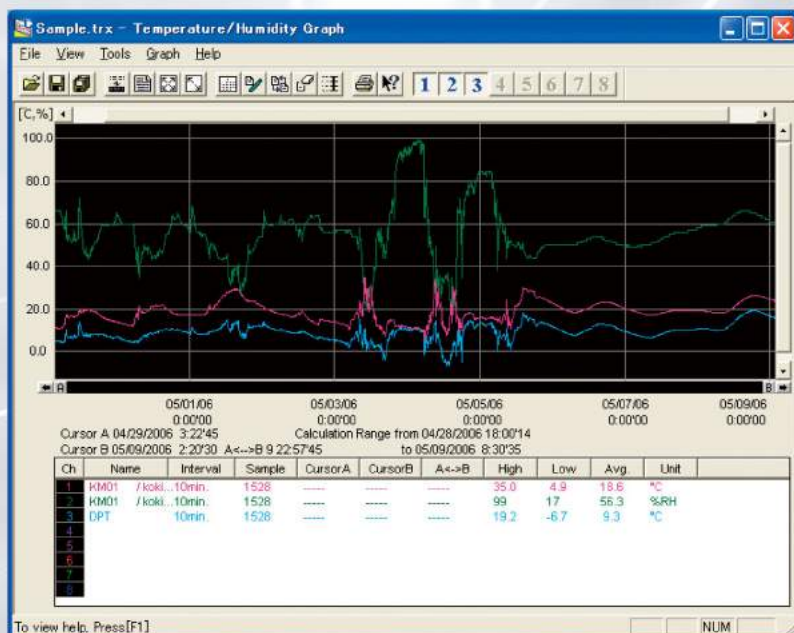 Sample.trx - Temperature/Humidity Graph
File View Tools Graph Help
1 2 3 4 5 6 7 8
[℃,%]
100.0
80.0
60.0
40.0
20.0
0.0
A B
05/01/06 05/03/06 05/05/06 05/07/06 05/09/06
0:00'00 0:00'00 0:00'00 0:00'00 0:00'00
Cursor A 04/29/2006 3:22'45 Calculation Range from 04/28/2006 18:00'14
Cursor B 05/09/2006 2:20'30 A<-->B 9 22:57'45 to 05/09/2006 8:30'35
Ch Name Interval Sample CursorA CursorB A<->B High Low Avg. Unit
1 KM01 / koki...10min. 1528 ----- ----- ----- 35.0 4.9 18.6 ℃
2 KM01 / koki...10min. 1528 ----- ----- ----- 99 17 56.3 %RH
3 DPT 10min. 1528 ----- ----- ----- 19.2 -6.7 9.3 ℃
4
5
6
7
8
To view help, Press[F1] NUM